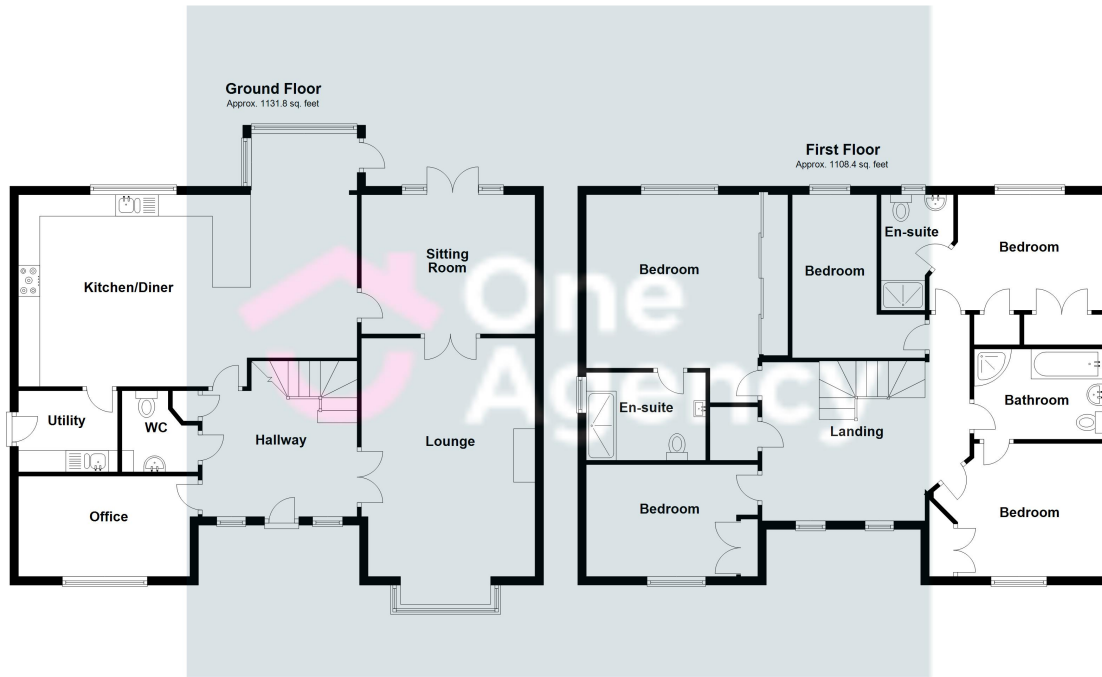 Ground Floor
Approx. 1131.8 sq. feet
Kitchen/Diner
Sitting
Room
Utility
WC
Hallway
Lounge
Office
First Floor
Approx. 1108.4 sq. feet
Bedroom
Bedroom
En-suite
Bedroom
En-suite
Landing
Bathroom
Bedroom
Bedroom
One
Agency